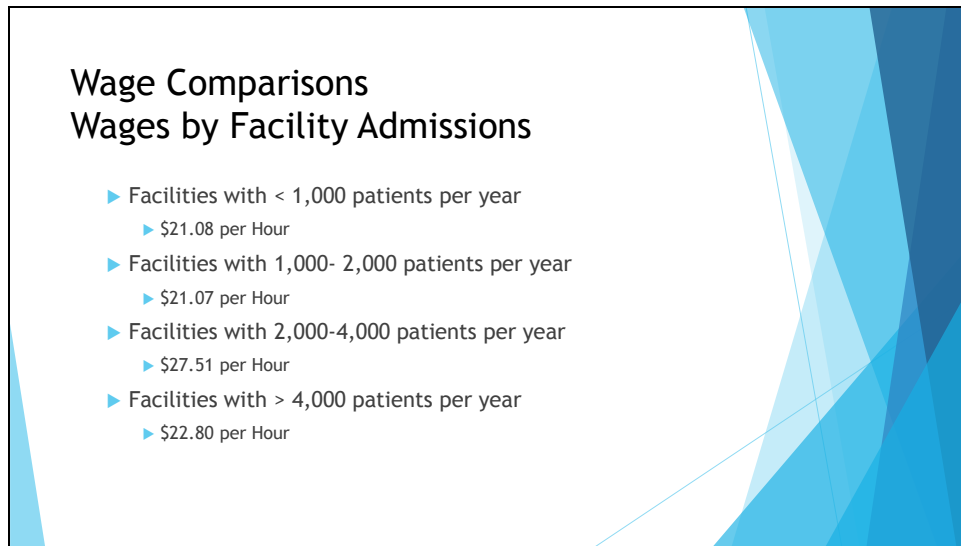 Wage Comparisons
Wages by Facility Admissions
Facilities with < 1,000 patients per year
$21.08 per Hour
Facilities with 1,000- 2,000 patients per year
$21.07 per Hour
Facilities with 2,000-4,000 patients per year
$27.51 per Hour
Facilities with > 4,000 patients per year
$22.80 per Hour